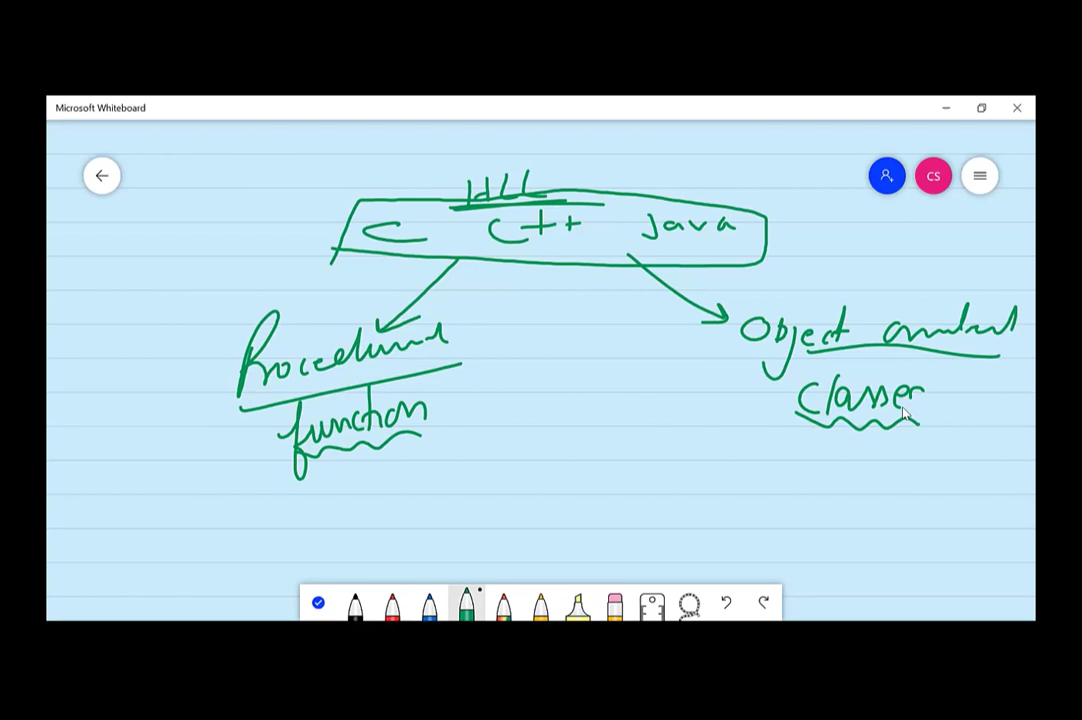 Microsoft Whiteboard
CS
HLL
C C++ Java
Procedural
Object oriented
function
classes